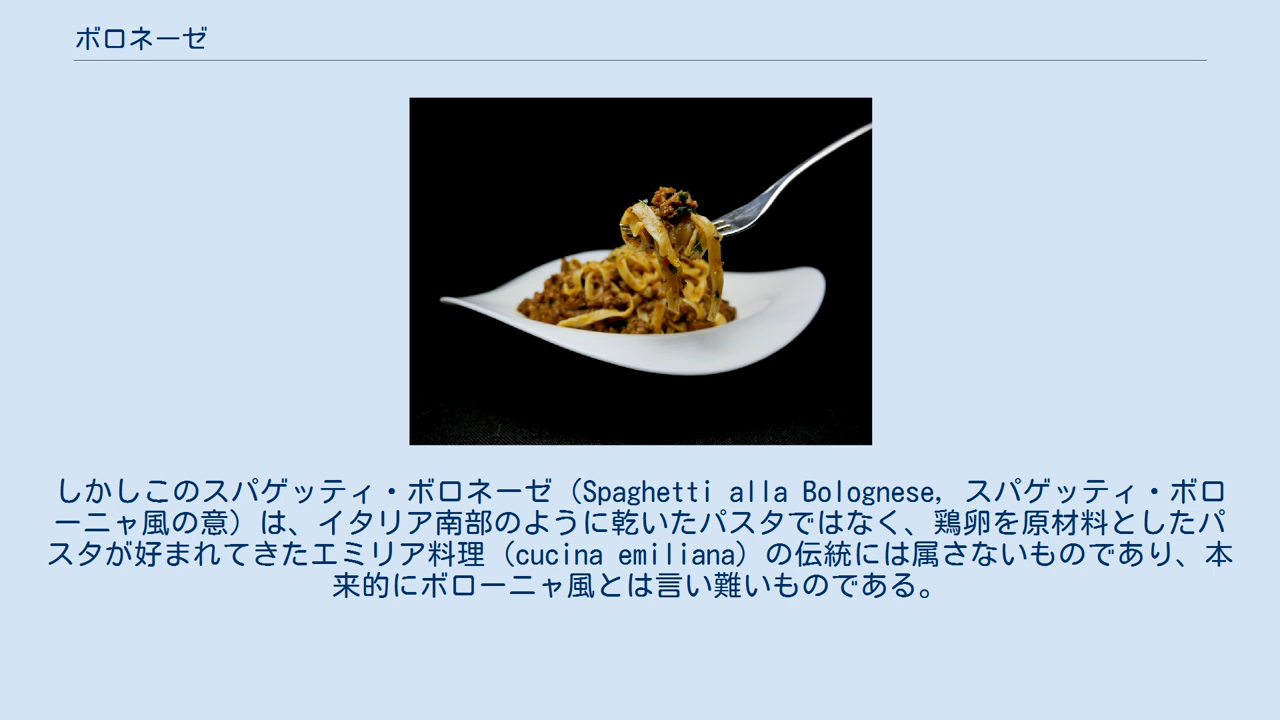 ボロネーゼ
しかしこのスパゲッティ・ボロネーゼ（Spaghetti alla Bolognese, スパゲッティ・ボロ
ーニャ風の意）は、イタリア南部のように乾いたパスタではなく、鶏卵を原材料としたパ
スタが好まれてきたエミリア料理（cucina emiliana）の伝統には属さないものであり、本
来的にボローニャ風とは言い難いものである。